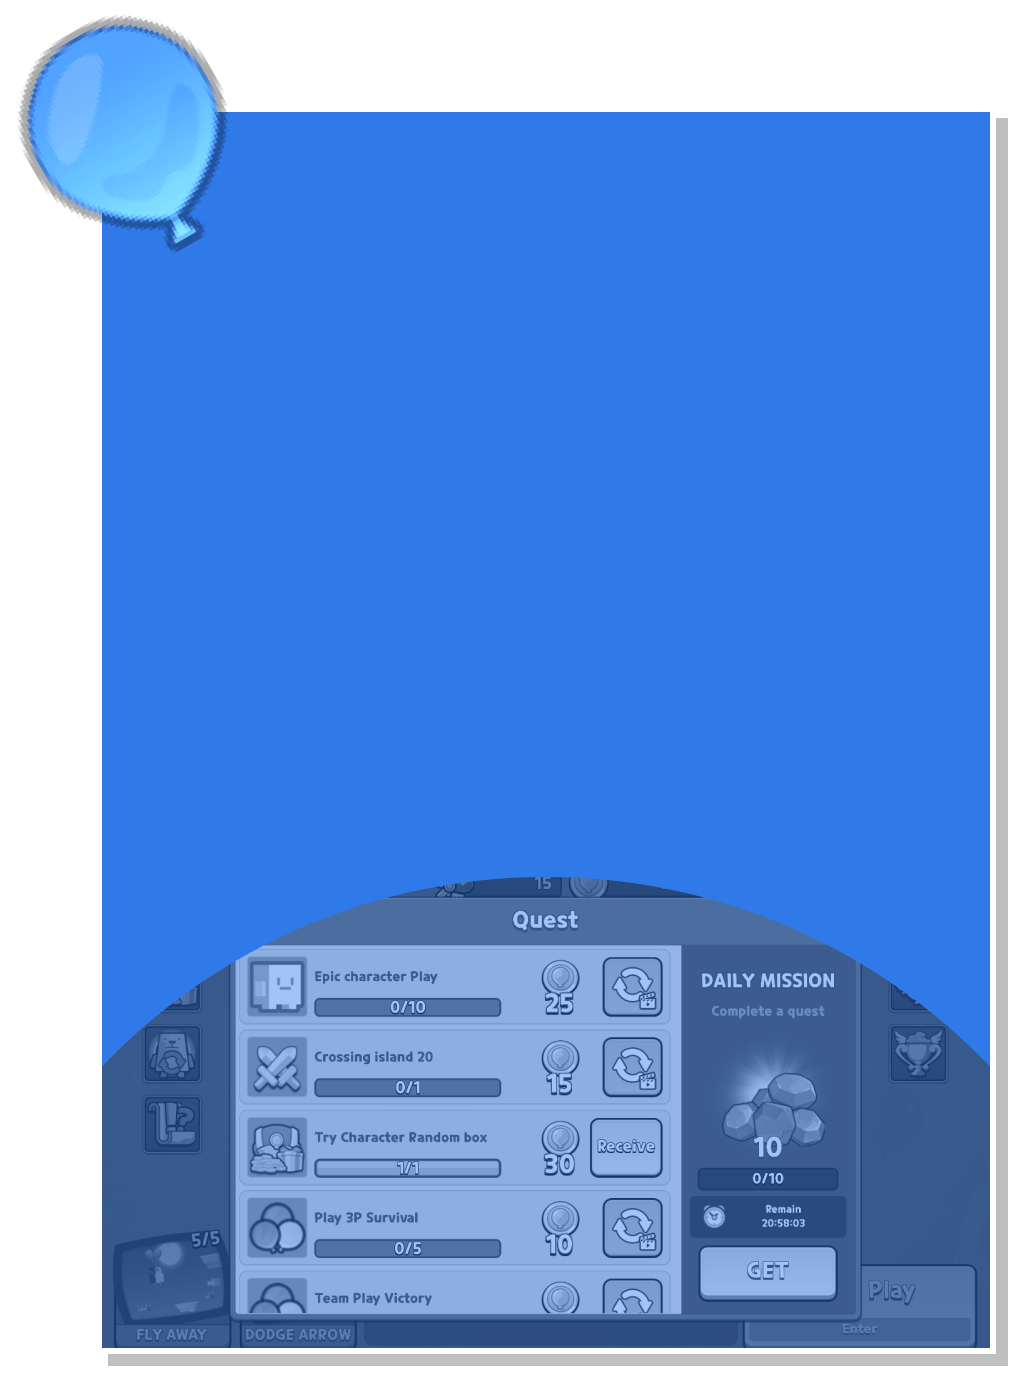 15
Quest
Epic character Play
0/10
25
Crossing island 20
0/1
15
Try Character Random box
1/1
30
Receive
Play 3P Survival
0/5
10
Team Play Victory
DAILY MISSION
Complete a quest
10
0/10
Remain
20:58:03
GET
5/5
FLY AWAY
DODGE ARROW
Play
Enter